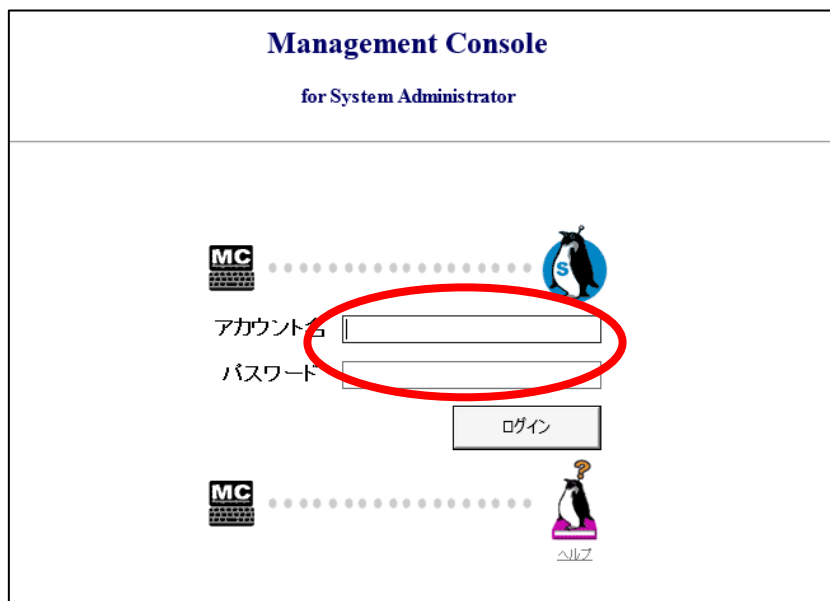 Management Console
for System Administrator
MC
S
アカウント名
パスワード
ログイン
MC
?
ヘルプ